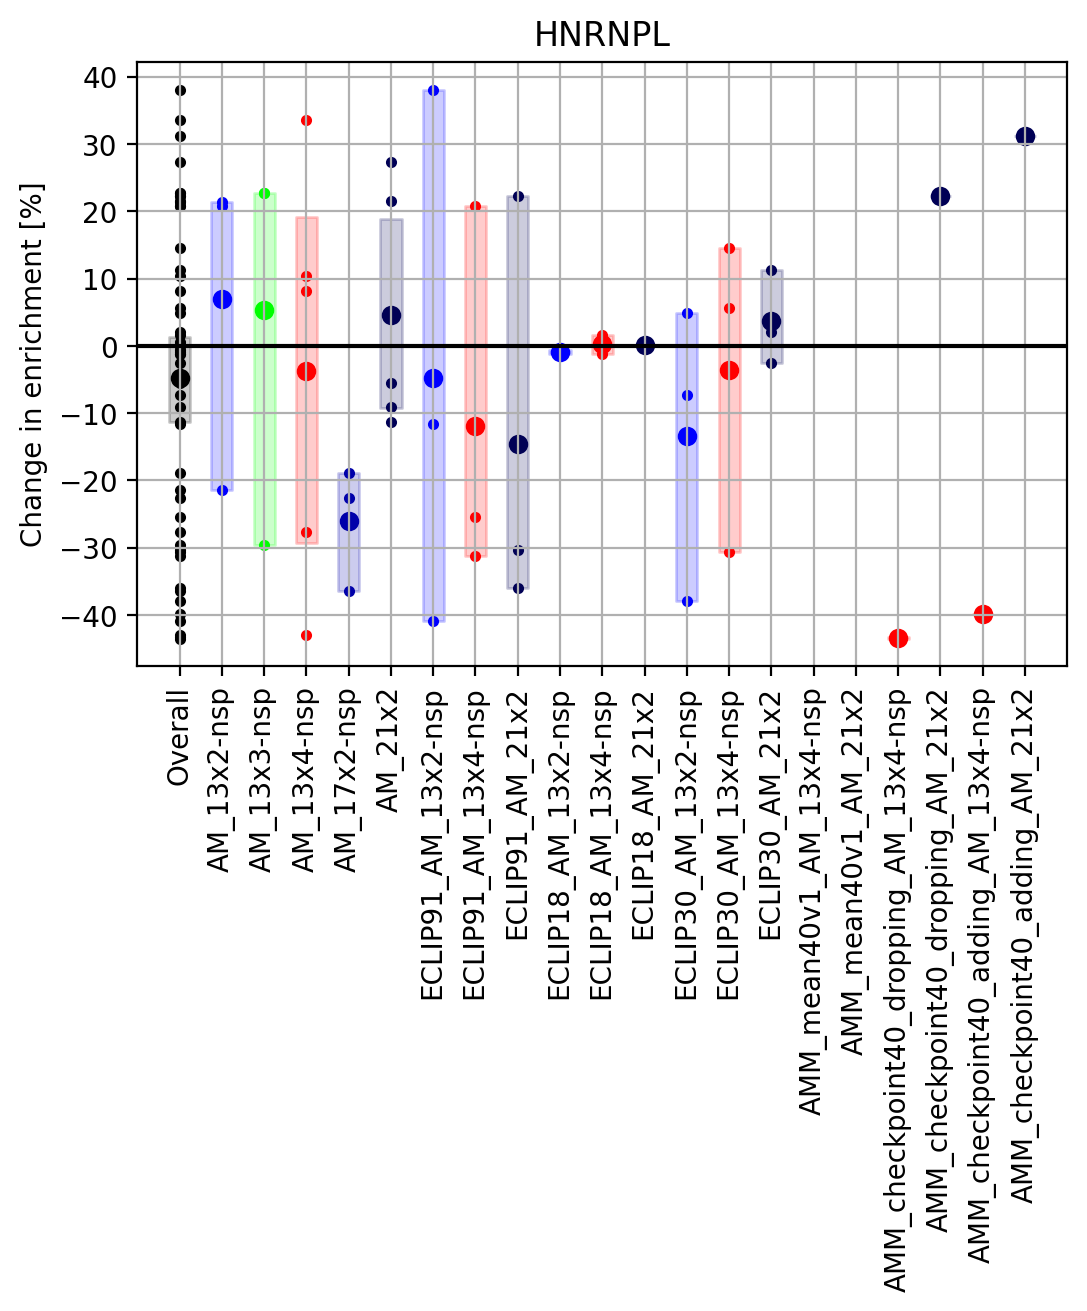 HNRNPL
Change in enrichment [%]
40
30
20
10
0
−10
−20
−30
−40
Overall
AM_13x2-nsp
AM_13x3-nsp
AM_13x4-nsp
AM_17x2-nsp
AM_21x2
ECLIP91_AM_13x2-nsp
ECLIP91_AM_13x4-nsp
ECLIP91_AM_21x2
ECLIP18_AM_13x2-nsp
ECLIP18_AM_13x4-nsp
ECLIP18_AM_21x2
ECLIP30_AM_13x2-nsp
ECLIP30_AM_13x4-nsp
ECLIP30_AM_21x2
AMM_mean40v1_AM_13x4-nsp
AMM_mean40v1_AM_21x2
AMM_checkpoint40_dropping_AM_13x4-nsp
AMM_checkpoint40_dropping_AM_21x2
AMM_checkpoint40_adding_AM_13x4-nsp
AMM_checkpoint40_adding_AM_21x2